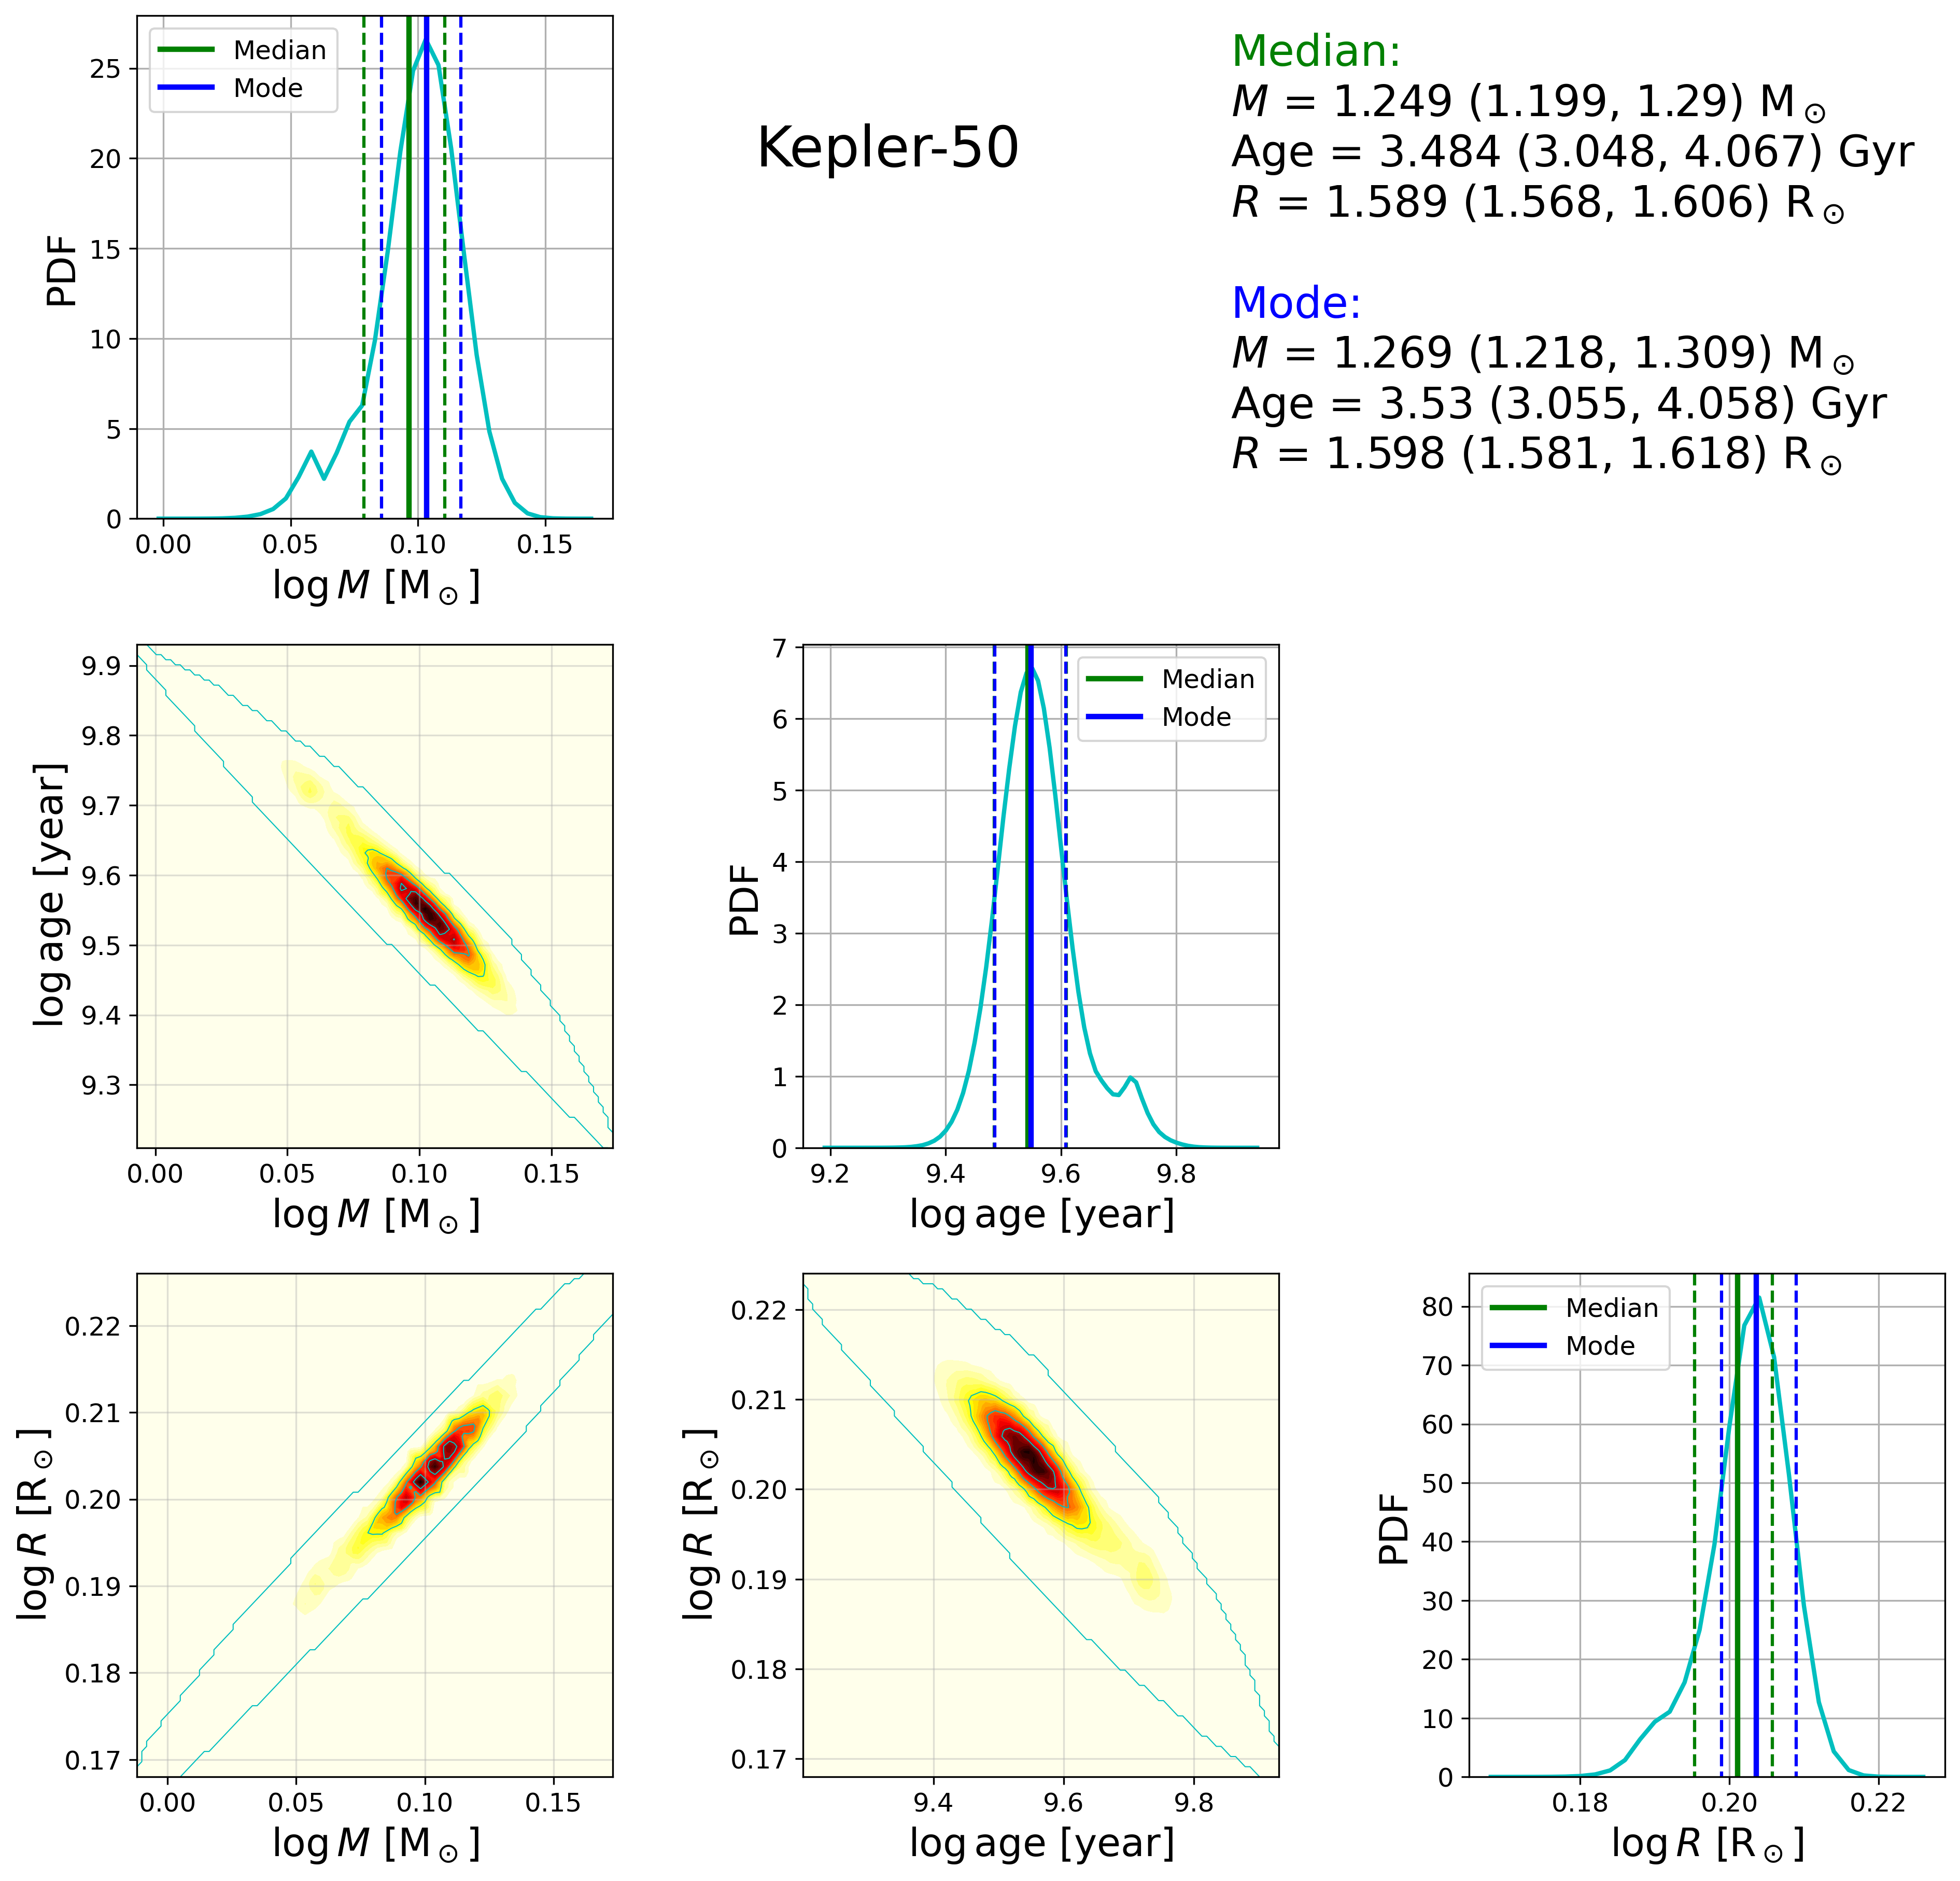 Median
Mode
25
20
15
10
5
0
PDF
0.00 0.05 0.10 0.15
log M [M⊙]
Kepler-50
Median:
M = 1.249 (1.199, 1.29) M⊙
Age = 3.484 (3.048, 4.067) Gyr
R = 1.589 (1.568, 1.606) R⊙
Mode:
M = 1.269 (1.218, 1.309) M⊙
Age = 3.53 (3.055, 4.058) Gyr
R = 1.598 (1.581, 1.618) R⊙
9.9
9.8
9.7
9.6
9.5
9.4
9.3
log age [year]
0.00 0.05 0.10 0.15
log M [M⊙]
Median
Mode
7
6
5
4
3
2
1
0
PDF
9.2 9.4 9.6 9.8
log age [year]
0.22
0.21
0.20
0.19
0.18
0.17
log R [R⊙]
0.00 0.05 0.10 0.15
log M [M⊙]
0.22
0.21
0.20
0.19
0.18
0.17
log R [R⊙]
9.4 9.6 9.8
log age [year]
Median
Mode
80
70
60
50
40
30
20
10
0
PDF
0.18 0.20 0.22
log R [R⊙]